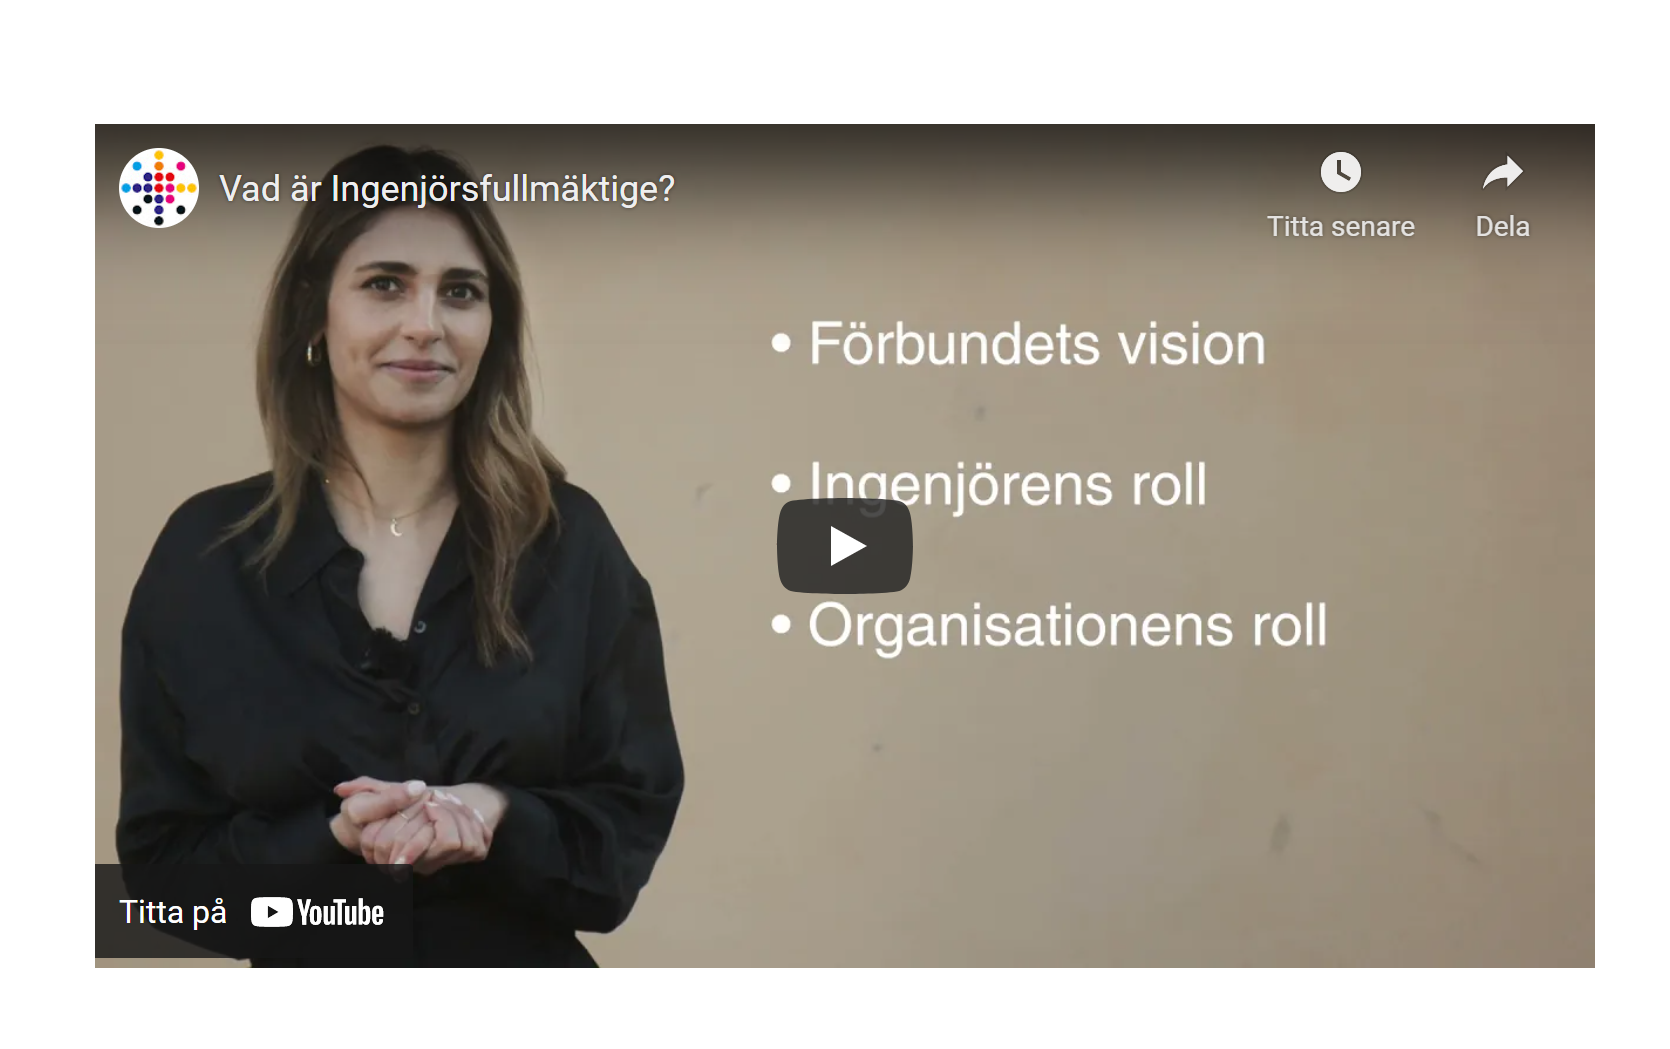 Vad är Ingenjörsfullmäktige?
Titta senare
Dela
• Förbundets vision
• Ingenjörens roll
• Organisationens roll
Titta på YouTube